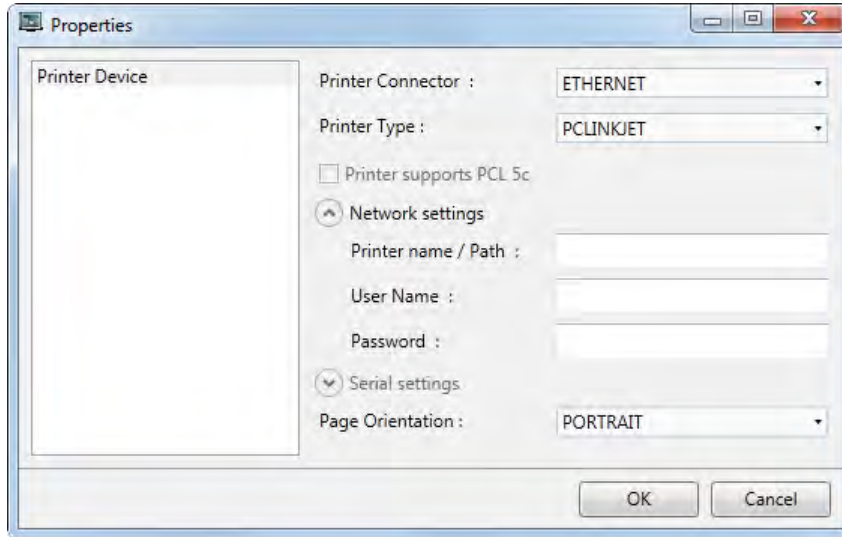 Properties
Printer Device
Printer Connector :
ETHERNET
Printer Type :
PCLINKJET
Printer supports PCL 5c
Network settings
Printer name / Path :
User Name :
Password :
Serial settings
Page Orientation :
PORTRAIT
OK
Cancel